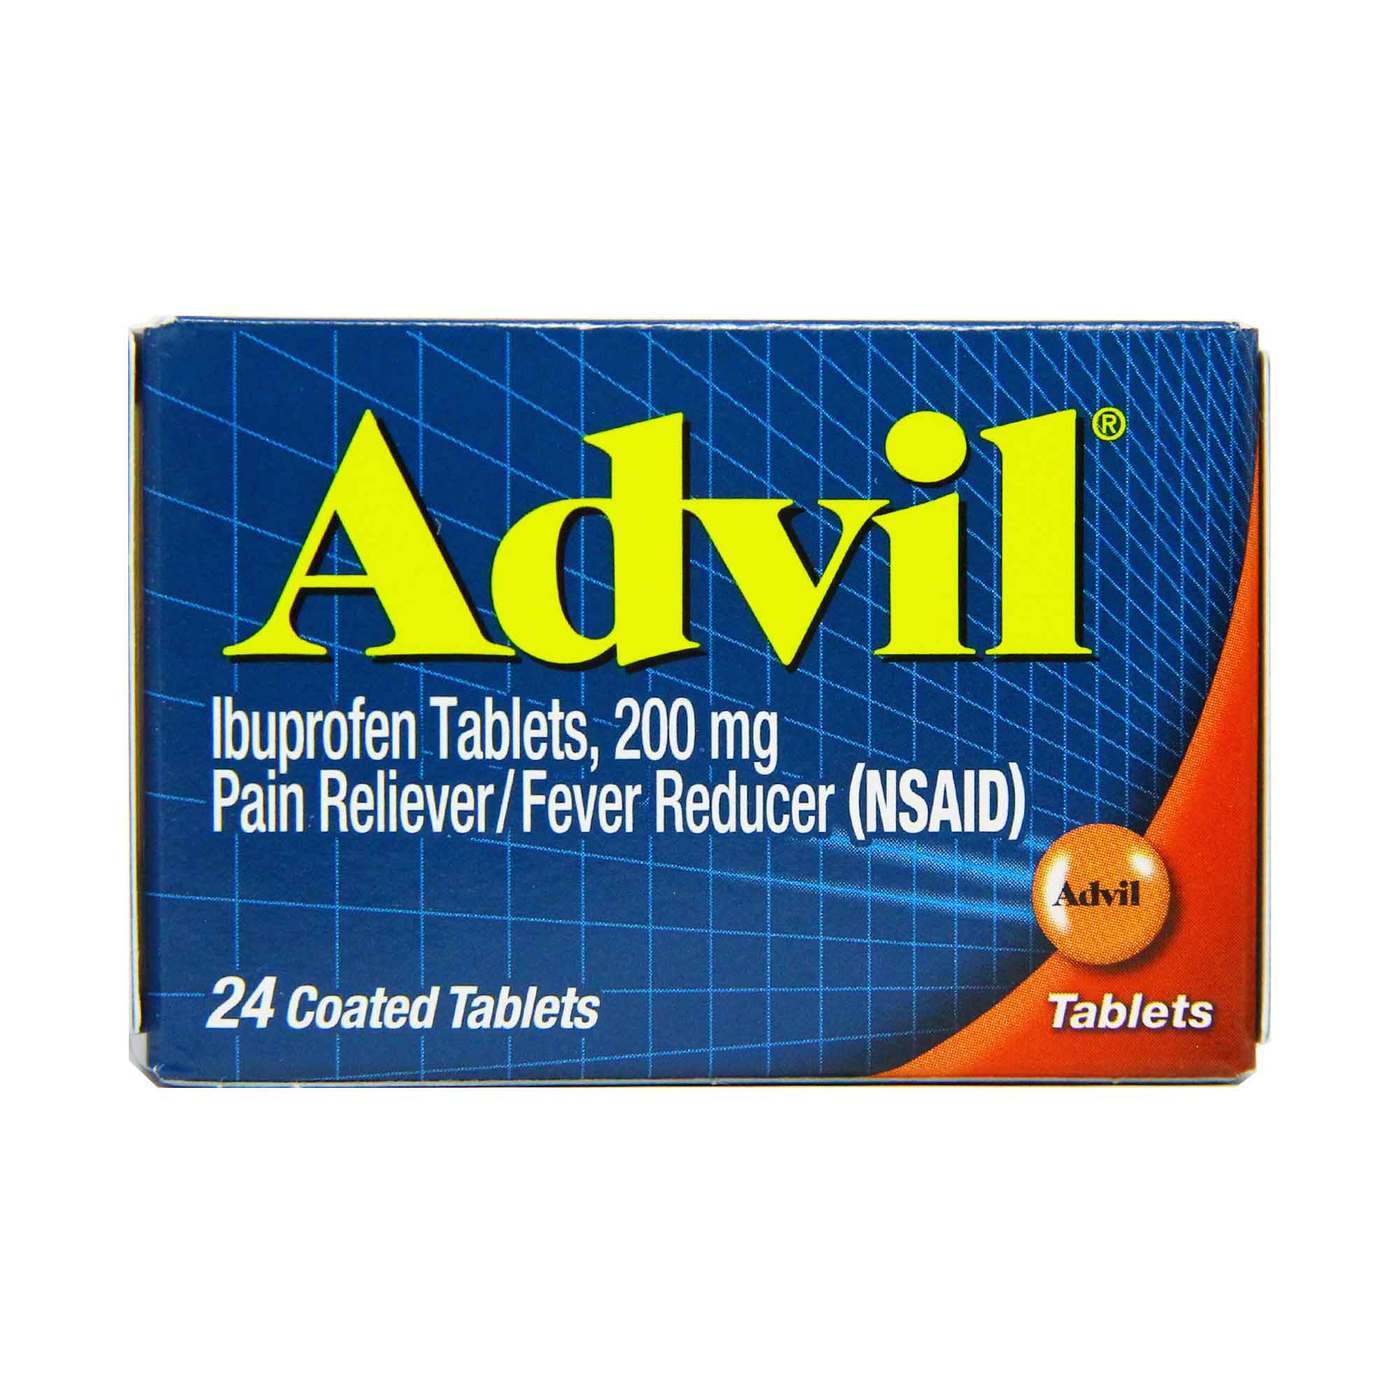 Advil®
Ibuprofen Tablets, 200 mg
Pain Reliever/Fever Reducer (NSAID)
Advil
24 Coated Tablets
Tablets